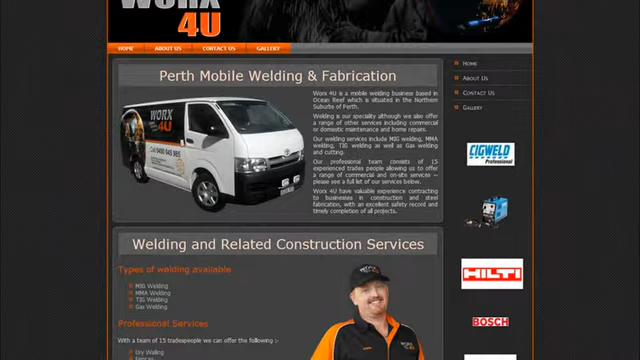 Worx
4U
HOME ABOUT US CONTACT US GALLERY
Perth Mobile Welding & Fabrication
Worx 4U is a mobile welding business based in
Ocean Reef which is situated in the Northern
Suburbs of Perth.
Welding is our speciality although we also offer
a range of other services including commercial
or domestic maintenance and home repairs.
Our welding services include MIG welding, MMA
welding, TIG welding as well as Gas welding
and cutting.
Our professional team consists of 15
experienced trades people allowing us to offer
a range of commercial and on-site services –
please see a full list of our services below.
Worx 4U have valuable experience contracting
to businesses in construction and steel
fabrication, with an excellent safety record and
timely completion of all projects.
WORX
4U
Welding and Related Construction Services
Types of welding available
MIG Welding
MMA Welding
TIG Welding
Gas Welding
Professional Services
With a team of 15 tradespeople we can offer the following :-
Dry Walling
Fences
WORX
4U
Home
About Us
Contact Us
Gallery
CIGWELD
Professional
HILTI
BOSCH